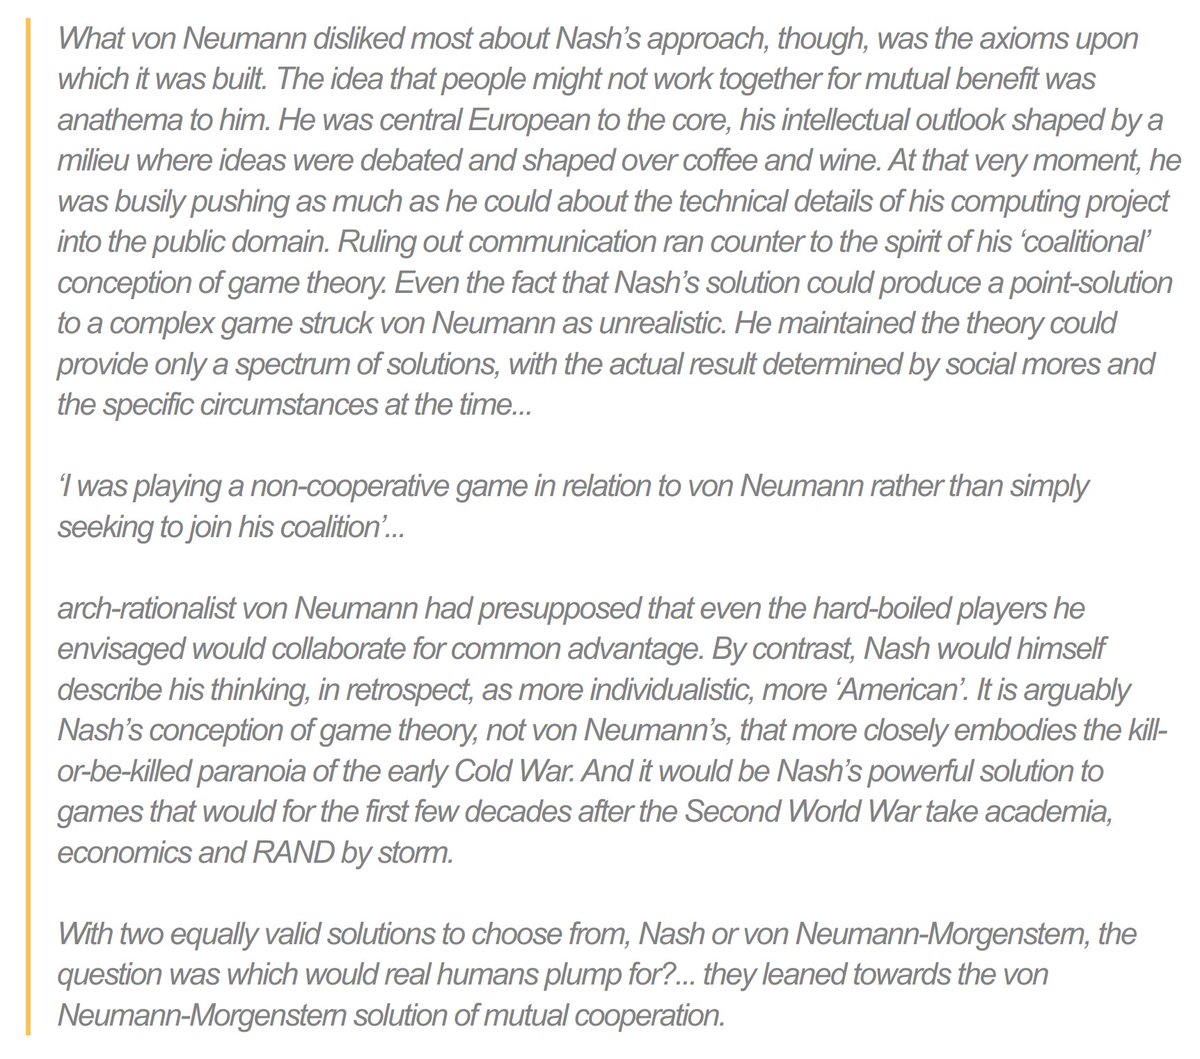 What von Neumann disliked most about Nash’s approach, though, was the axioms upon
which it was built. The idea that people might not work together for mutual benefit was
anathema to him. He was central European to the core, his intellectual outlook shaped by a
milieu where ideas were debated and shaped over coffee and wine. At that very moment, he
was busily pushing as much as he could about the technical details of his computing project
into the public domain. Ruling out communication ran counter to the spirit of his ‘coalitional’
conception of game theory. Even the fact that Nash’s solution could produce a point-solution
to a complex game struck von Neumann as unrealistic. He maintained the theory could
provide only a spectrum of solutions, with the actual result determined by social mores and
the specific circumstances at the time...
‘I was playing a non-cooperative game in relation to von Neumann rather than simply
seeking to join his coalition’...
arch-rationalist von Neumann had presupposed that even the hard-boiled players he
envisaged would collaborate for common advantage. By contrast, Nash would himself
describe his thinking, in retrospect, as more individualistic, more ‘American’. It is arguably
Nash’s conception of game theory, not von Neumann’s, that more closely embodies the kill-
or-be-killed paranoia of the early Cold War. And it would be Nash’s powerful solution to
games that would for the first few decades after the Second World War take academia,
economics and RAND by storm.
With two equally valid solutions to choose from, Nash or von Neumann-Morgenstern, the
question was which would real humans plump for?... they leaned towards the von
Neumann-Morgenstern solution of mutual cooperation.